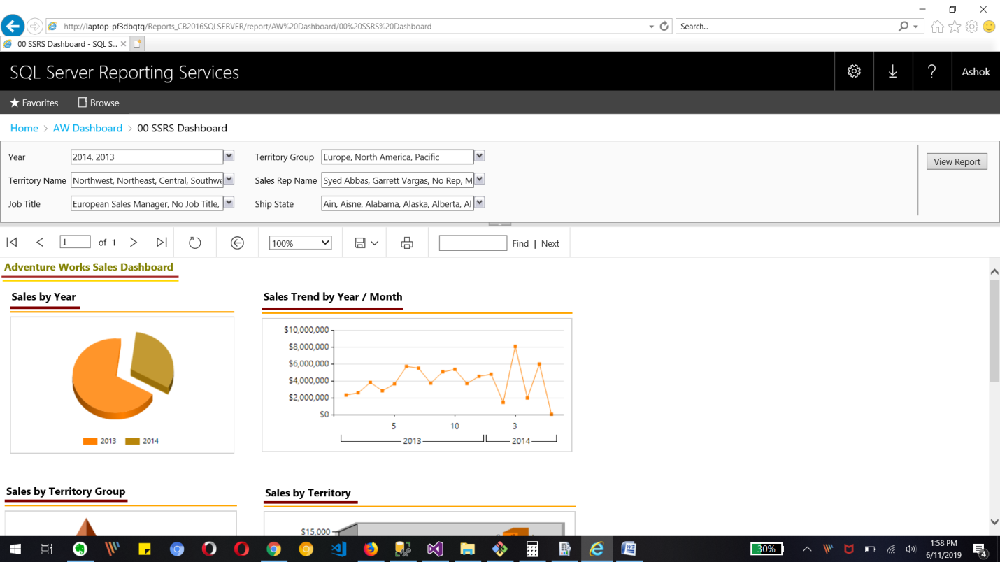 http://laptop-pf3dbqtq/Reports_CB2016SQLSERVER/report/AW%20Dashboard/00%20SSRS%20Dashboard
Search...
00 SSRS Dashboard - SQL S...
SQL Server Reporting Services
? Ashok
Favorites Browse
Home > AW Dashboard > 00 SSRS Dashboard
Year 2014, 2013 Territory Group Europe, North America, Pacific View Report
Territory Name Northwest, Northeast, Central, Southwe Sales Rep Name Syed Abbas, Garrett Vargas, No Rep, M
Job Title European Sales Manager, No Job Title, Ship State Ain, Aisne, Alabama, Alaska, Alberta, Al
1 of 1 100% Find | Next
Adventure Works Sales Dashboard
Sales by Year
2013 2014
Sales Trend by Year / Month
$10,000,000
$8,000,000
$6,000,000
$4,000,000
$2,000,000
$0
5 10 3
2013 2014
Sales by Territory Group
Sales by Territory
$15,000
30%
1:58 PM
6/11/2019
4